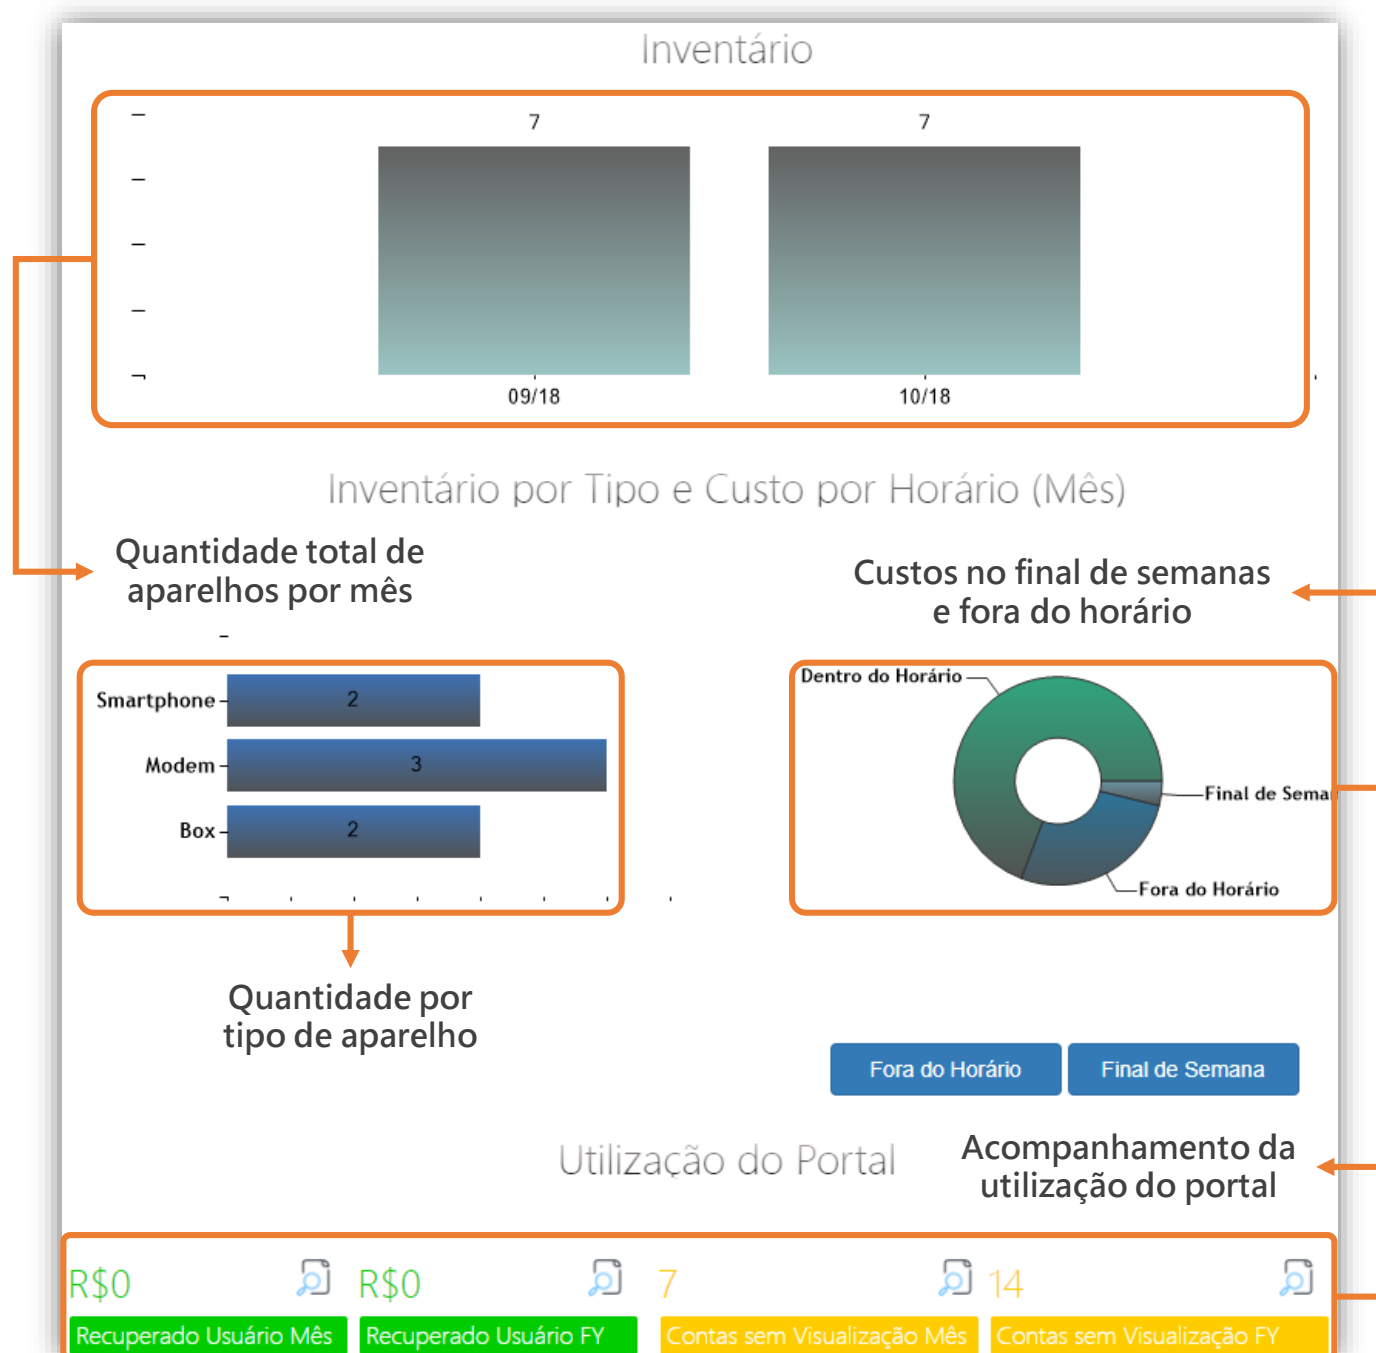 Inventário
7
7
09/18
10/18
Inventário por Tipo e Custo por Horário (Mês)
Quantidade total de
aparelhos por mês
Custos no final de semanas
e fora do horário
Smartphone
2
Modem
3
Box
2
Dentro do Horário
Final de Semar
Fora do Horário
Quantidade por
tipo de aparelho
Fora do Horário
Final de Semana
Utilização do Portal
Acompanhamento da
utilização do portal
R$0
R$0
7
14
Recuperado Usuário Mês
Recuperado Usuário FY
Contas sem Visualização Mês
Contas sem Visualização FY